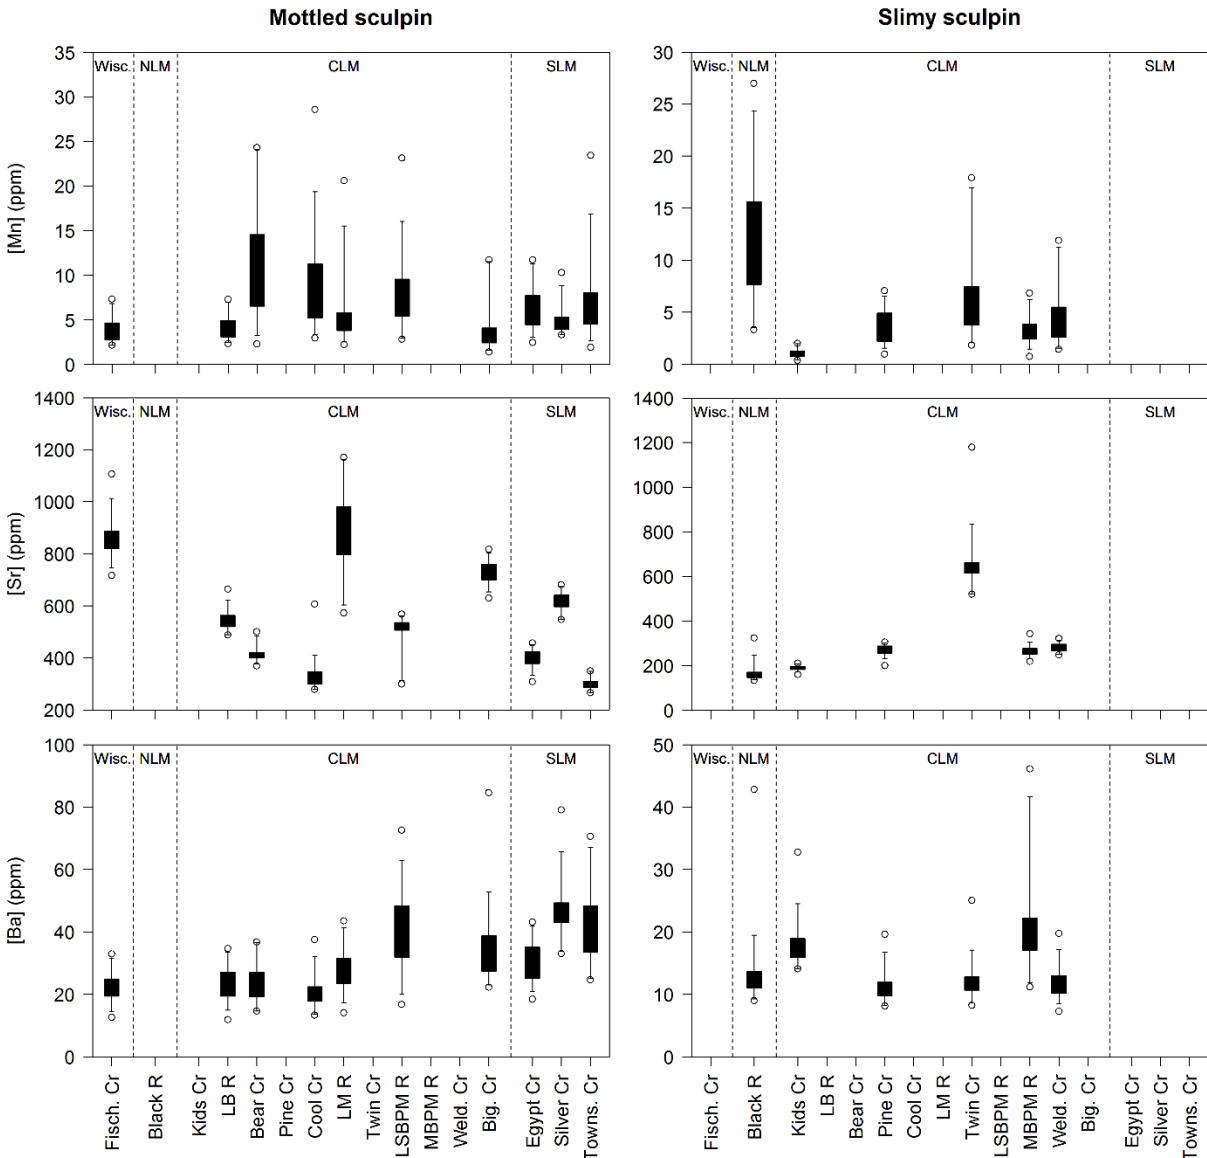 Mottled sculpin
Slimy sculpin
[Mn] (ppm)
35
30
25
20
15
10
5
0
Wisc. NLM CLM SLM
30
25
20
15
10
5
0
Wisc. NLM CLM SLM
[Sr] (ppm)
1400
1200
1000
800
600
400
200
Wisc. NLM CLM SLM
1400
1200
1000
800
600
400
200
0
Wisc. NLM CLM SLM
[Ba] (ppm)
100
80
60
40
20
0
Wisc. NLM CLM SLM
50
40
30
20
10
0
Wisc. NLM CLM SLM
Fisch. Cr
Black R
Kids Cr
LB R
Bear Cr
Pine Cr
Cool Cr
LM R
Twin Cr
LSBPM R
MBPM R
Weld. Cr
Big. Cr
Egypt Cr
Silver Cr
Towns. Cr
Fisch. Cr
Black R
Kids Cr
LB R
Bear Cr
Pine Cr
Cool Cr
LM R
Twin Cr
LSBPM R
MBPM R
Weld. Cr
Big. Cr
Egypt Cr
Silver Cr
Towns. Cr